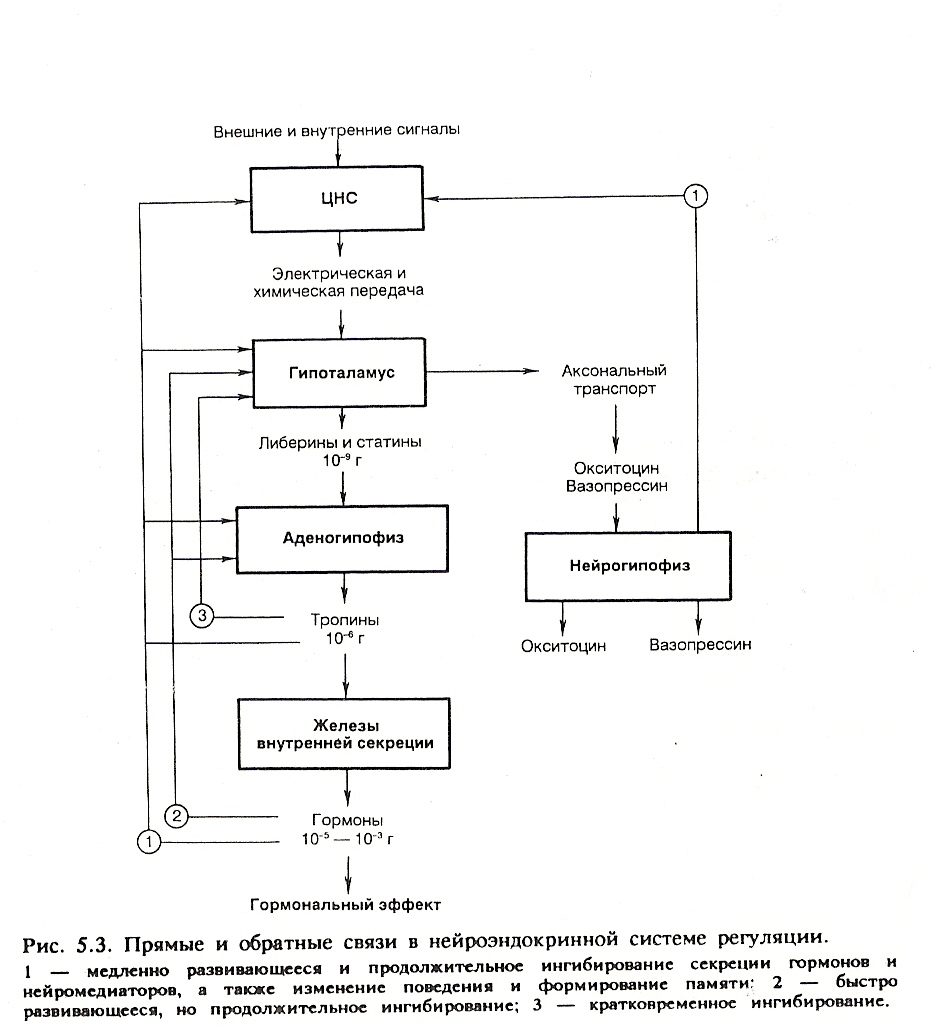 Внешние и внутренние сигналы
ЦНС
1
Электрическая и
химическая передача
Гипоталамус
Аксональный
транспорт
Либерины и статины
10⁻⁹ г
Окситоцин
Вазопрессин
Аденогипофиз
Нейрогипофиз
3
Тропины
10⁻⁶ г
Окситоцин
Вазопрессин
Железы
внутренней секреции
2
Гормоны
1
10⁻⁵ — 10⁻³ г
Гормональный эффект
Рис. 5.3. Прямые и обратные связи в нейроэндокринной системе регуляции.
1 — медленно развивающееся и продолжительное ингибирование секреции гормонов и
нейромедиаторов, а также изменение поведения и формирование памяти: 2 — быстро
развивающееся, но продолжительное ингибирование; 3 — кратковременное ингибирование.